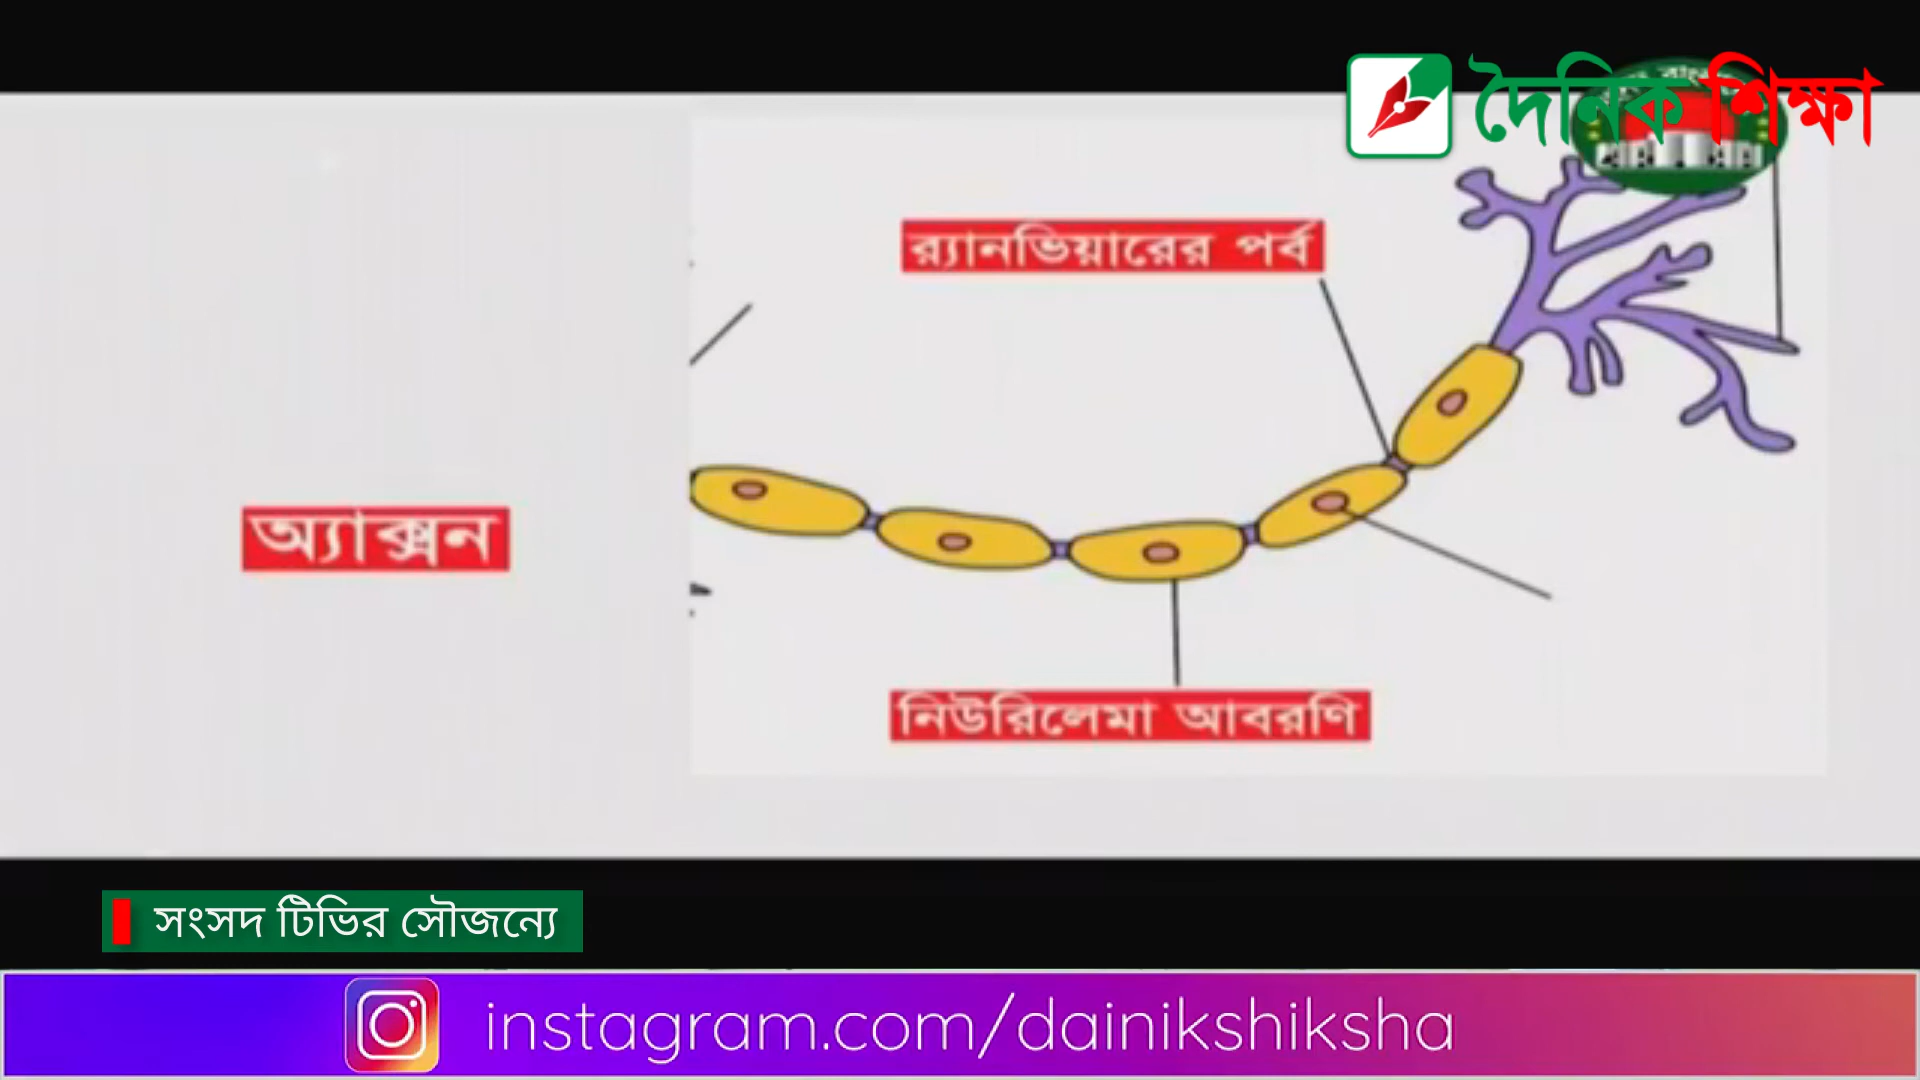 দৈনিক শিক্ষা
র‍্যানভিয়ারের পর্ব
অ্যাক্সন
নিউরিলেমা আবরণি
সংসদ টিভির সৌজন্যে
instagram.com/dainikshiksha